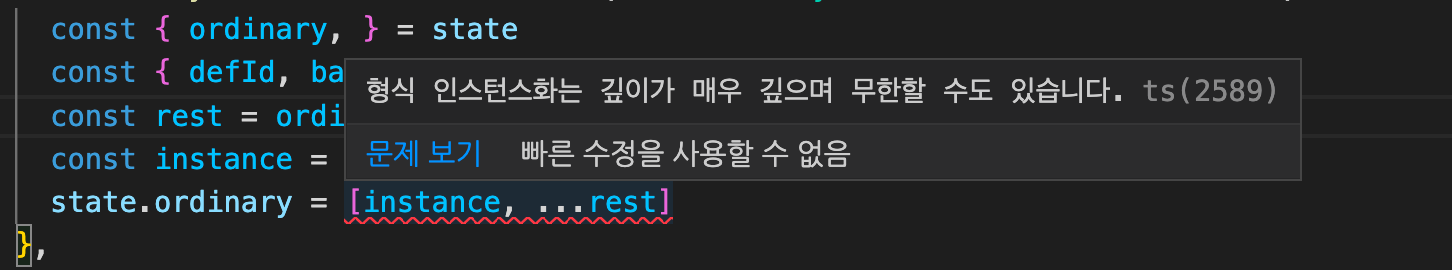 const { ordinary, } = state
const { defId, ba
형식 인스턴스화는 깊이가 매우 깊으며 무한할 수도 있습니다. ts(2589)
const rest = ordi
문제 보기 빠른 수정을 사용할 수 없음
const instance =
state.ordinary = [instance, ...rest]
},